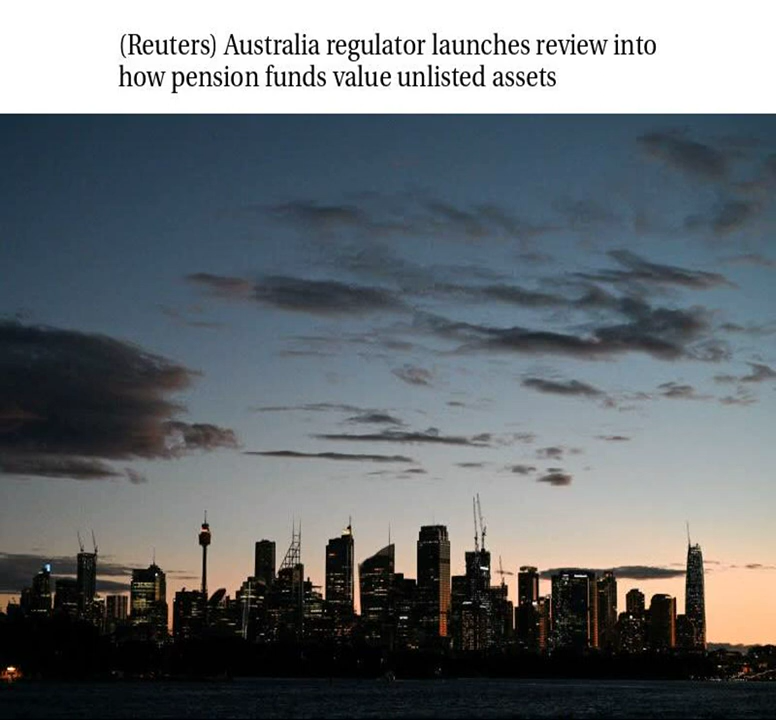 (Reuters) Australia regulator launches review into
how pension funds value unlisted assets